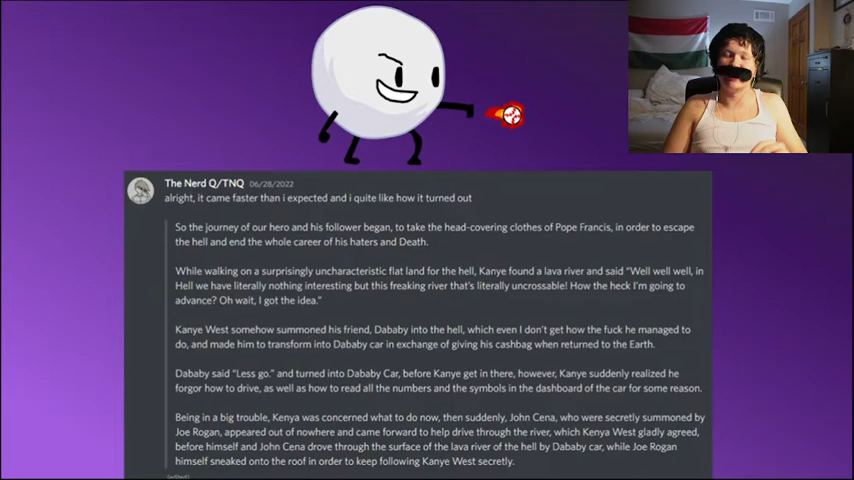 The Nerd Q/TNQ 06/28/2022
alright, it came faster than i expected and i quite like how it turned out
So the journey of our hero and his follower began, to take the head-covering clothes of Pope Francis, in order to escape
the hell and end the whole career of his haters and Death.
While walking on a surprisingly uncharacteristic flat land for the hell, Kanye found a lava river and said "Well well well, in
Hell we have literally nothing interesting but this freaking river that's literally uncrossable! How the heck I'm going to
advance? Oh wait, I got the idea."
Kanye West somehow summoned his friend, Dababy into the hell, which even I don't get how the fuck he managed to
do, and made him to transform into Dababy car in exchange of giving his cashbag when returned to the Earth.
Dababy said "Less go." and turned into Dababy Car, before Kanye get in there, however, Kanye suddenly realized he
forgor how to drive, as well as how to read all the numbers and the symbols in the dashboard of the car for some reason.
Being in a big trouble, Kenya was concerned what to do now, then suddenly, John Cena, who were secretly summoned by
Joe Rogan, appeared out of nowhere and came forward to help drive through the river, which Kenya West gladly agreed,
before himself and John Cena drove through the surface of the lava river of the hell by Dababy car, while Joe Rogan
himself sneaked onto the roof in order to keep following Kanye West secretly.